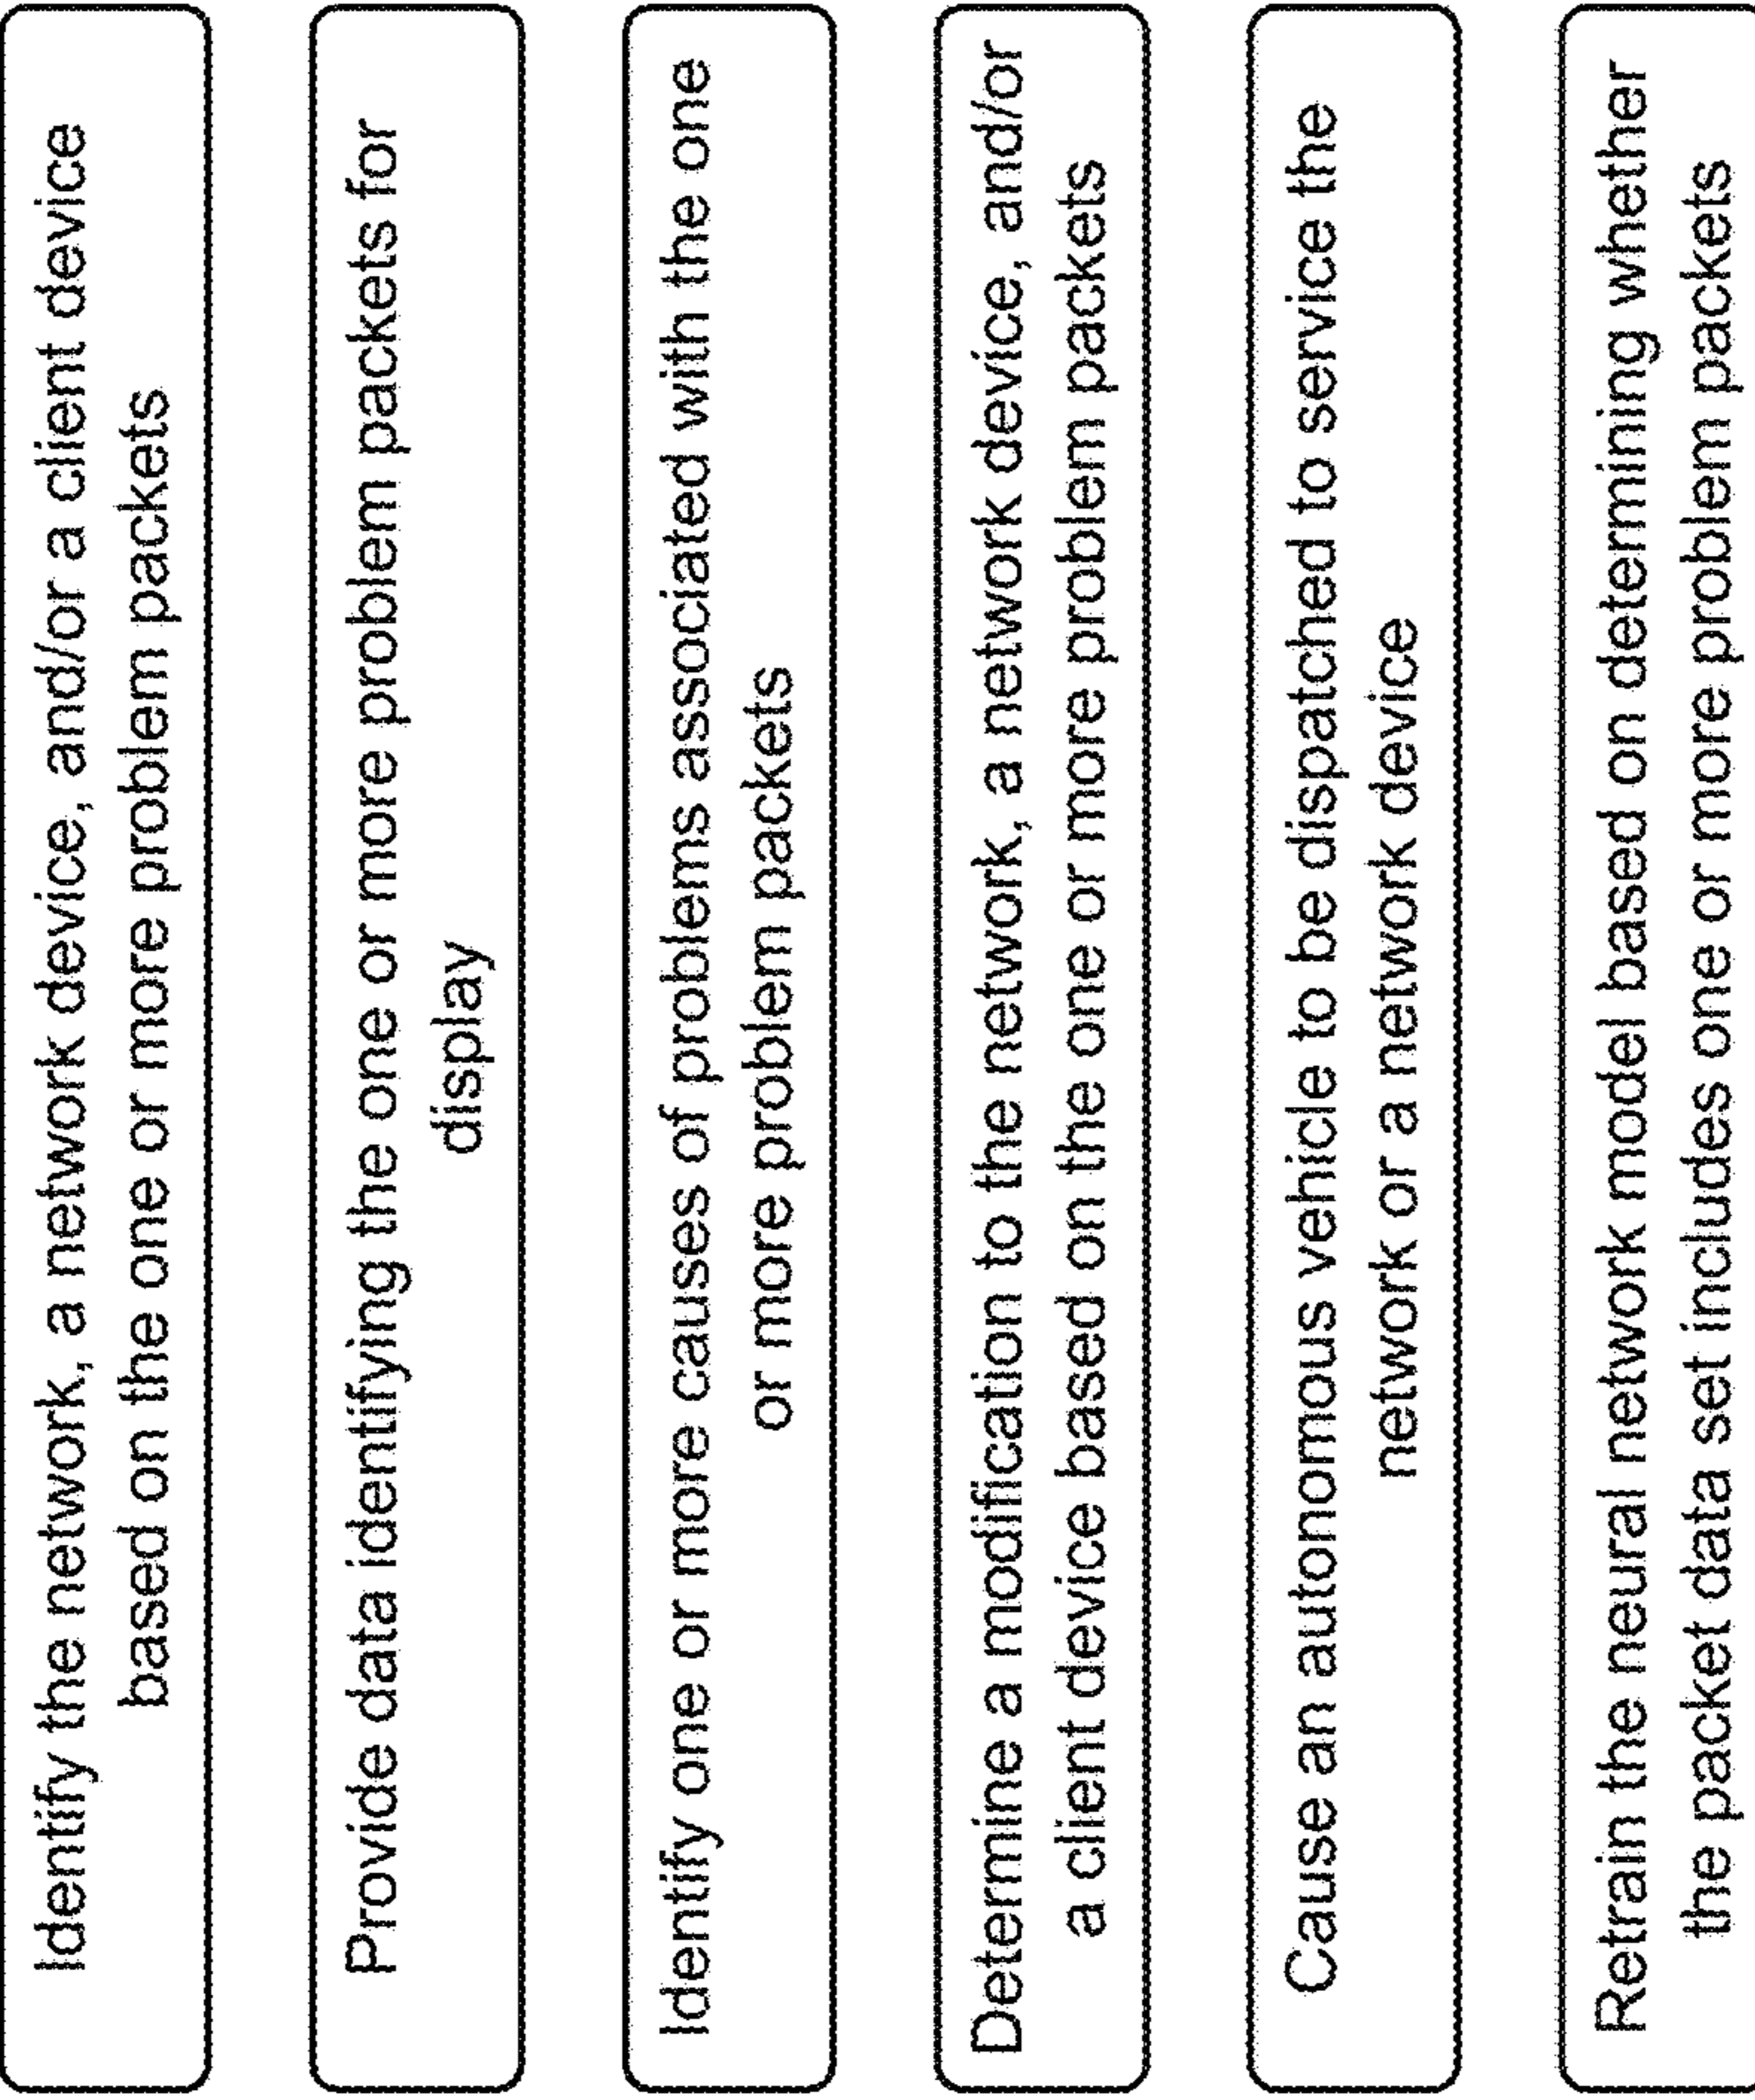 Identify the network, a network device, and/or a client device
based on the one or more problem packets
Provide data identifying the one or more problem packets for
display
Identify one or more causes of problems associated with the one
or more problem packets
Determine a modification to the network, a network device, and/or
a client device based on the one or more problem packets
Cause an autonomous vehicle to be dispatched to service the
network or a network device
Retrain the neural network model based on determining whether
the packet data set includes one or more problem packets